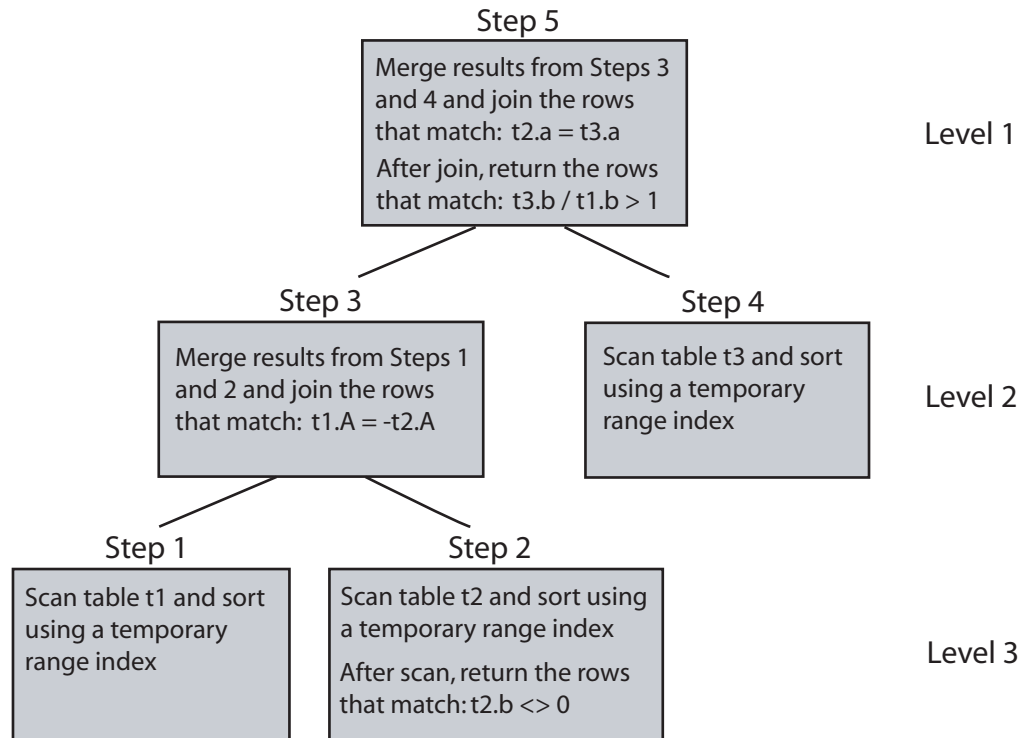 Step 5
Merge results from Steps 3
and 4 and join the rows
that match: t2.a = t3.a
After join, return the rows
that match: t3.b / t1.b > 1
Level 1
Step 3
Merge results from Steps 1
and 2 and join the rows
that match: t1.A = -t2.A
Step 4
Scan table t3 and sort
using a temporary
range index
Level 2
Step 1
Scan table t1 and sort
using a temporary
range index
Step 2
Scan table t2 and sort using
a temporary range index
After scan, return the rows
that match: t2.b <> 0
Level 3